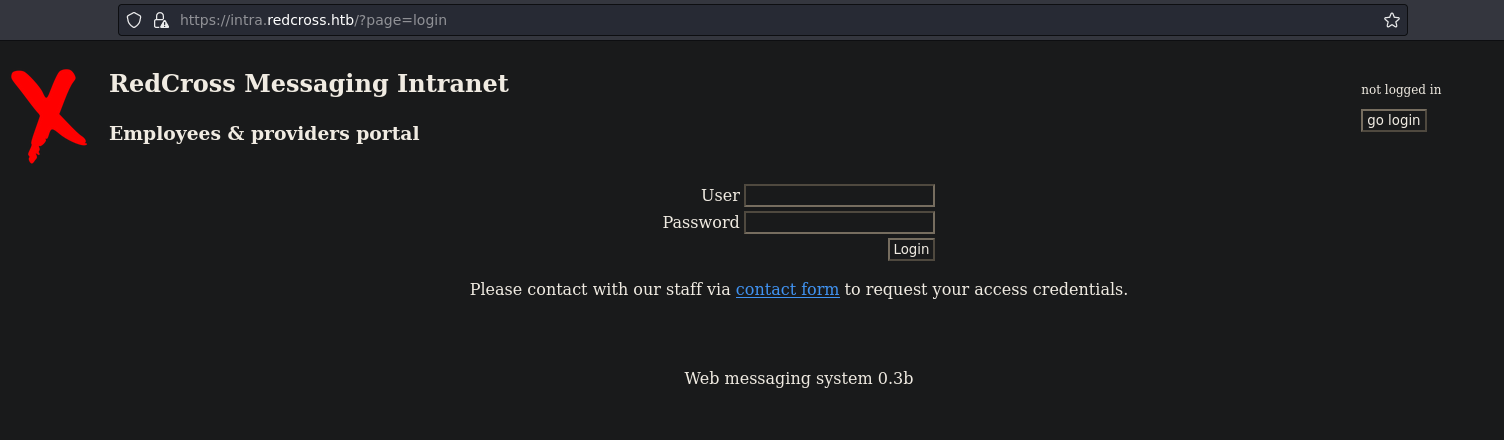 https://intra.redcross.htb/?page=login
RedCross Messaging Intranet
not logged in
go login
Employees & providers portal
User
Password
Login
Please contact with our staff via contact form to request your access credentials.
Web messaging system 0.3b